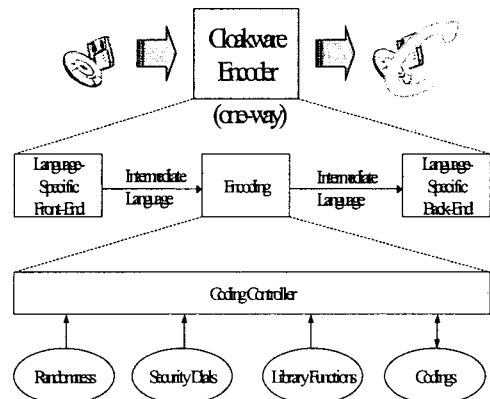 Cloakware
Encoder
(one-way)
Language-
Specific
Front-End
Intermediate
Language
Encoding
Intermediate
Language
Language-
Specific
Back-End
Coding Controller
Randomness
Security Dials
Library Functions
Codings